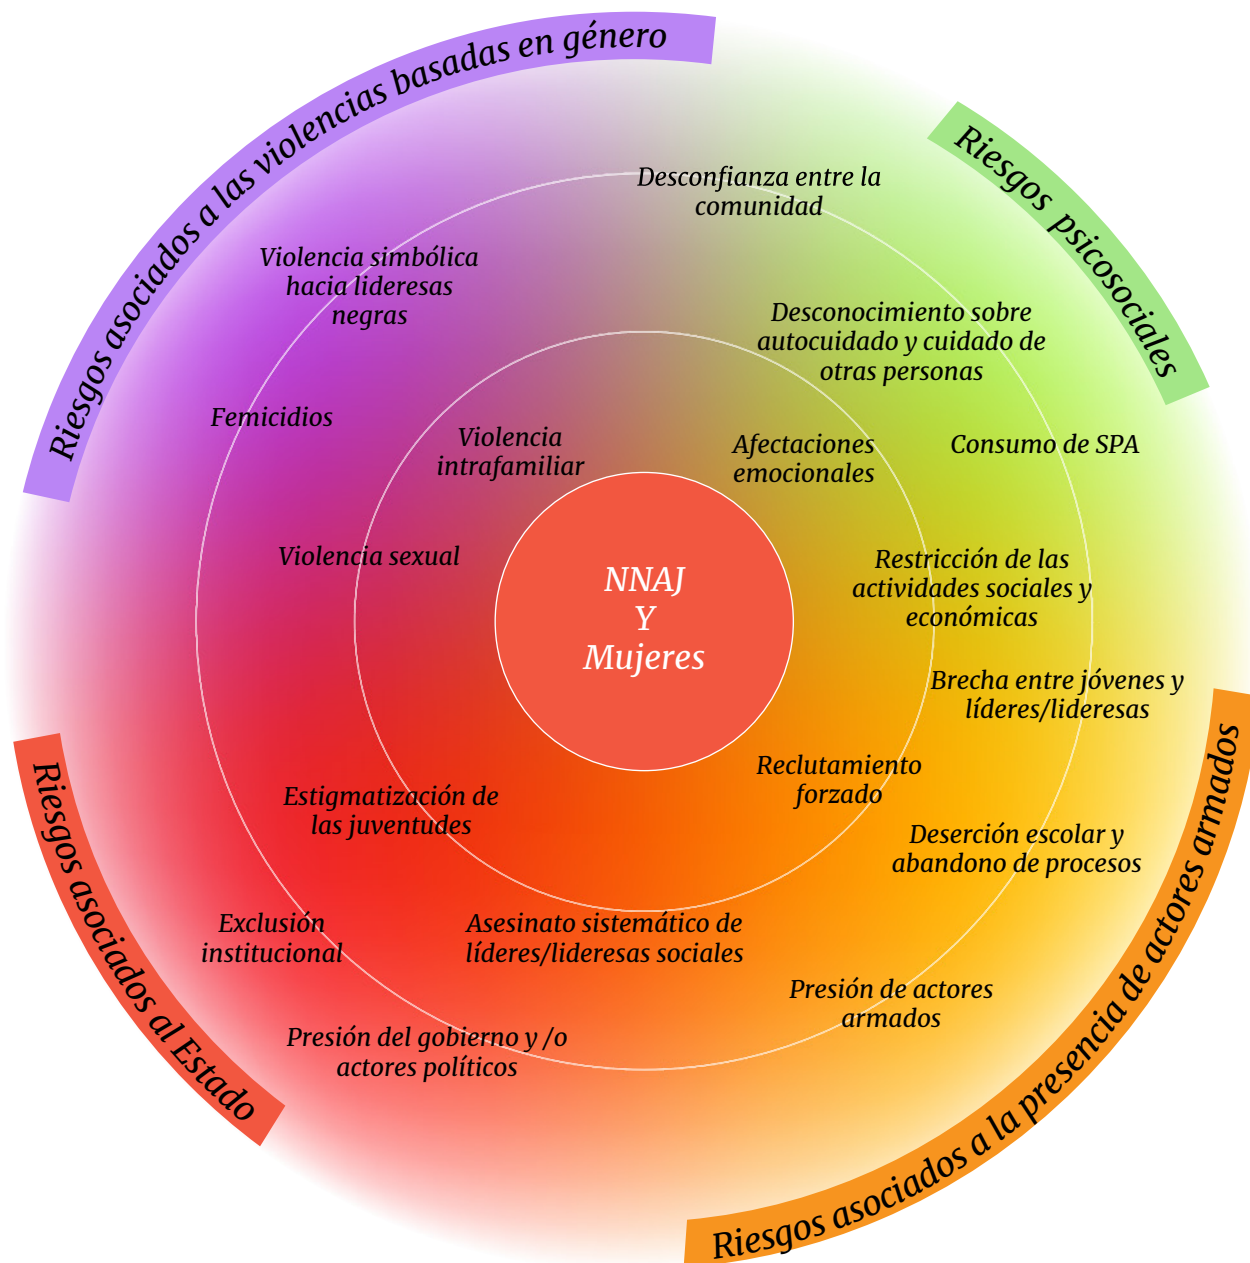 Riesgos asociados a las violencias basadas en género
Riesgos psicosociales
Desconfianza entre la
comunidad
Violencia simbólica
hacia lideresas
negras
Desconocimiento sobre
autocuidado y cuidado de
otras personas
Femicidios
Violencia
intrafamiliar
Afectaciones
emocionales
Consumo de SPA
Violencia sexual
Restricción de las
actividades sociales y
económicas
NNAJ
Y
Mujeres
Brecha entre jóvenes y
líderes/lideresas
Reclutamiento
forzado
Estigmatización de
las juventudes
Deserción escolar y
abandono de procesos
Exclusión
institucional
Asesinato sistemático de
líderes/lideresas sociales
Presión de actores
armados
Presión del gobierno y /o
actores políticos
Riesgos asociados al Estado
Riesgos asociados a la presencia de actores armados